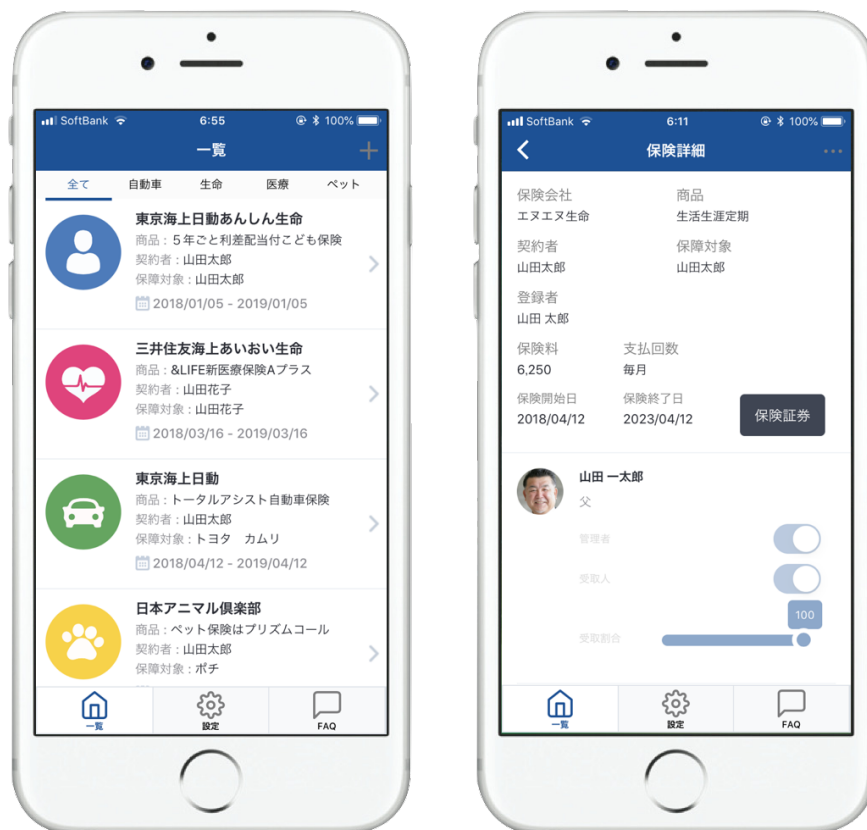 SoftBank 6:55 100%
一覧
全て 自動車 生命 医療 ペット
東京海上日動あんしん生命
商品：５年ごと利差配当付こども保険
契約者：山田太郎
保障対象：山田太郎
2018/01/05 - 2019/01/05
三井住友海上あいおい生命
商品：&LIFE新医療保険Aプラス
契約者：山田花子
保障対象：山田花子
2018/03/16 - 2019/03/16
東京海上日動
商品：トータルアシスト自動車保険
契約者：山田太郎
保障対象：トヨタ　カムリ
2018/04/12 - 2019/04/12
日本アニマル倶楽部
商品：ペット保険はプリズムコール
契約者：山田太郎
保障対象：ポチ
一覧 設定 FAQ
SoftBank 6:11 100%
保険詳細
保険会社 商品
エヌエヌ生命 生活生涯定期
契約者 保障対象
山田太郎 山田太郎
登録者
山田 太郎
保険料 支払回数
6,250 毎月
保険開始日 保険終了日
2018/04/12 2023/04/12 保険証券
山田 一太郎
父
管理者
受取人
100
受取割合
一覧 設定 FAQ